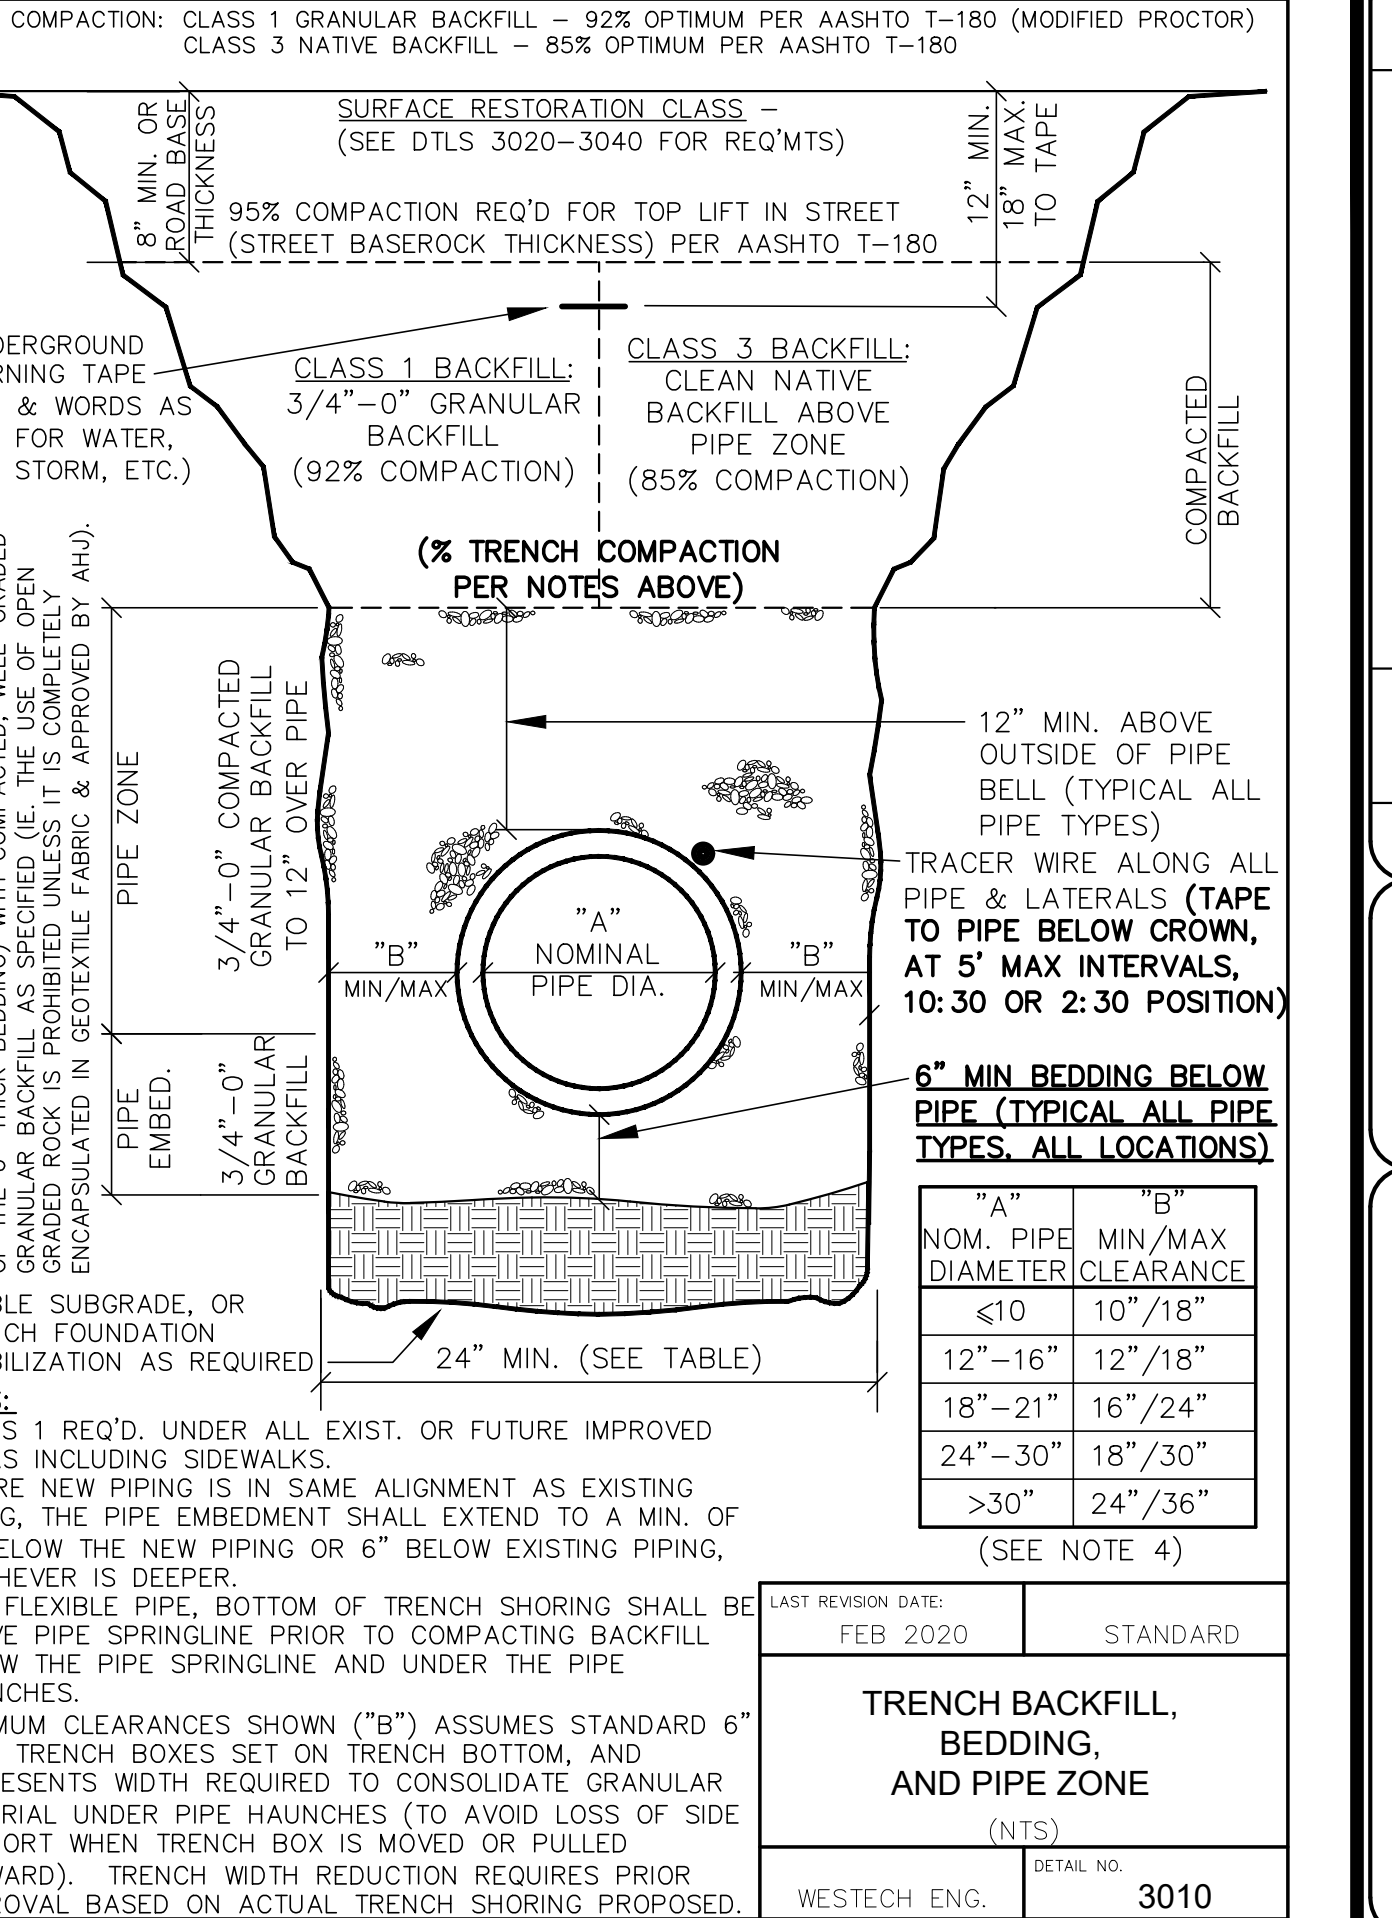 COMPACTION: CLASS 1 GRANULAR BACKFILL – 92% OPTIMUM PER AASHTO T–180 (MODIFIED PROCTOR)
CLASS 3 NATIVE BACKFILL – 85% OPTIMUM PER AASHTO T–180
8" MIN. OR
ROAD BASE
THICKNESS
SURFACE RESTORATION CLASS –
(SEE DTLS 3020–3040 FOR REQ'MTS)
12" MIN.
18" MAX.
TO TAPE
95% COMPACTION REQ'D FOR TOP LIFT IN STREET
(STREET BASEROCK THICKNESS) PER AASHTO T–180
DERGROUND
RNING TAPE
& WORDS AS
FOR WATER,
STORM, ETC.)
CLASS 1 BACKFILL:
3/4"–0" GRANULAR
BACKFILL
(92% COMPACTION)
CLASS 3 BACKFILL:
CLEAN NATIVE
BACKFILL ABOVE
PIPE ZONE
(85% COMPACTION)
COMPACTED
BACKFILL
(% TRENCH COMPACTION
PER NOTES ABOVE)
GRANULAR BACKFILL AS SPECIFIED (IE. THE USE OF OPEN
GRADED ROCK IS PROHIBITED UNLESS IT IS COMPLETELY
ENCAPSULATED IN GEOTEXTILE FABRIC & APPROVED BY AHJ).
PIPE ZONE
3/4"–0" COMPACTED
GRANULAR BACKFILL
TO 12" OVER PIPE
PIPE
EMBED.
3/4"–0"
GRANULAR
BACKFILL
12" MIN. ABOVE
OUTSIDE OF PIPE
BELL (TYPICAL ALL
PIPE TYPES)
TRACER WIRE ALONG ALL
PIPE & LATERALS (TAPE
TO PIPE BELOW CROWN,
AT 5' MAX INTERVALS,
10:30 OR 2:30 POSITION)
"A"
NOMINAL
PIPE DIA.
"B"
MIN/MAX
"B"
MIN/MAX
6" MIN BEDDING BELOW
PIPE (TYPICAL ALL PIPE
TYPES, ALL LOCATIONS)
"A" "B"
NOM. PIPE MIN/MAX
DIAMETER CLEARANCE
≤10 10"/18"
12"–16" 12"/18"
18"–21" 16"/24"
24"–30" 18"/30"
>30" 24"/36"
(SEE NOTE 4)
BLE SUBGRADE, OR
CH FOUNDATION
BILIZATION AS REQUIRED
24" MIN. (SEE TABLE)
S:
S 1 REQ'D. UNDER ALL EXIST. OR FUTURE IMPROVED
S INCLUDING SIDEWALKS.
RE NEW PIPING IS IN SAME ALIGNMENT AS EXISTING
G, THE PIPE EMBEDMENT SHALL EXTEND TO A MIN. OF
ELOW THE NEW PIPING OR 6" BELOW EXISTING PIPING,
HEVER IS DEEPER.
FLEXIBLE PIPE, BOTTOM OF TRENCH SHORING SHALL BE
VE PIPE SPRINGLINE PRIOR TO COMPACTING BACKFILL
W THE PIPE SPRINGLINE AND UNDER THE PIPE
NCHES.
MUM CLEARANCES SHOWN ("B") ASSUMES STANDARD 6"
TRENCH BOXES SET ON TRENCH BOTTOM, AND
ESENTS WIDTH REQUIRED TO CONSOLIDATE GRANULAR
RIAL UNDER PIPE HAUNCHES (TO AVOID LOSS OF SIDE
ORT WHEN TRENCH BOX IS MOVED OR PULLED
WARD). TRENCH WIDTH REDUCTION REQUIRES PRIOR
ROVAL BASED ON ACTUAL TRENCH SHORING PROPOSED.
LAST REVISION DATE:
FEB 2020
STANDARD
TRENCH BACKFILL,
BEDDING,
AND PIPE ZONE
(NTS)
WESTECH ENG.
DETAIL NO.
3010